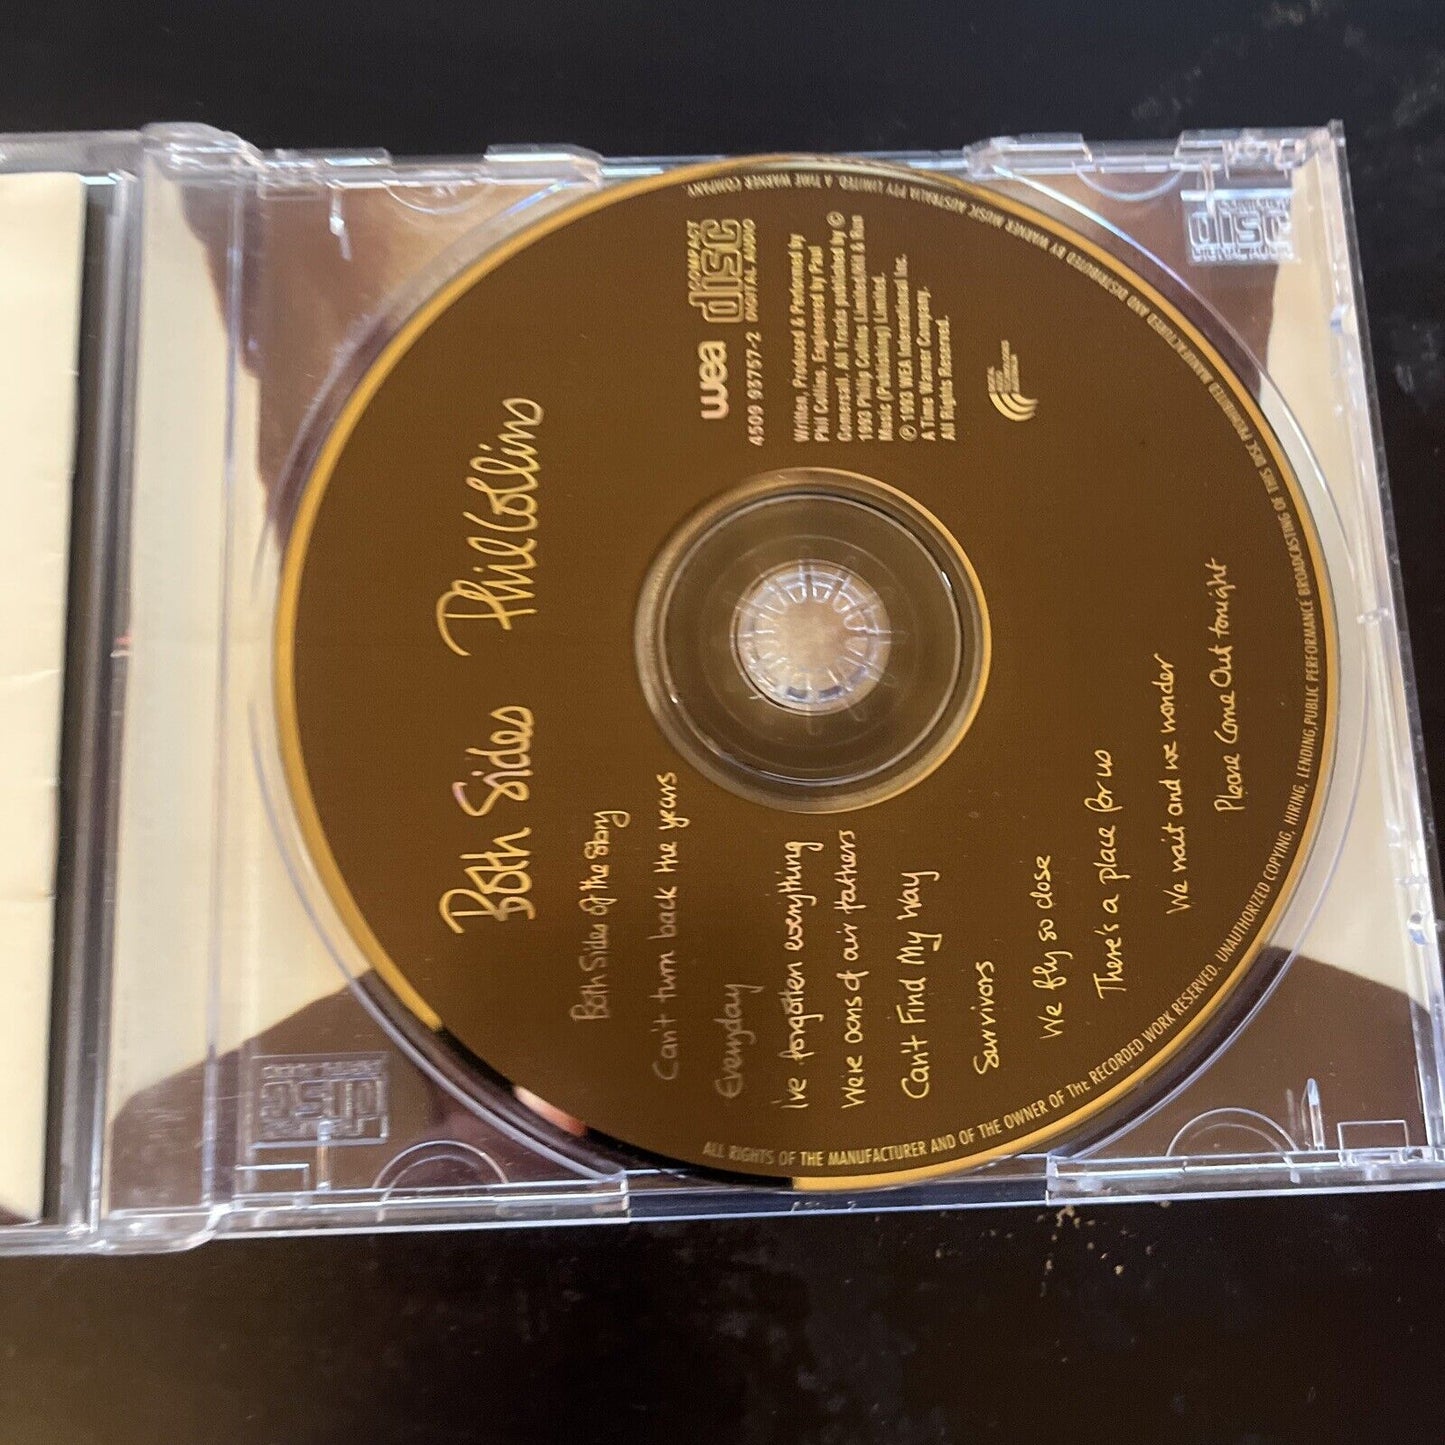 Both Sides Phil Collins
COMPACT
disc
DIGITAL AUDIO
wea
4509 93757-2
Written, Produced & Performed by
Phil Collins. Engineered by Paul
Gomersal. All Tracks published by ©
1993 Philip Collins Limited/Hit & Run
Music (Publishing) Limited.
℗ 1993 WEA International Inc.
A Time Warner Company.
All Rights Reserved.
Both Sides of the Story
Can't turn back the years
Everyday
I've forgotten everything
We're sons of our fathers
Can't Find My Way
Survivors
We fly so close
There's a place for us
We wait and we wonder
Please Come Out tonight
ALL RIGHTS OF THE MANUFACTURER AND OF THE OWNER OF THE RECORDED WORK RESERVED. UNAUTHORIZED COPYING, HIRING, LENDING, PUBLIC PERFORMANCE BROADCASTING OF THIS DISC PROHIBITED MANUFACTURED AND DISTRIBUTED BY WARNER MUSIC AUSTRALIA PTY LIMITED. A TIME WARNER COMPANY.
COMPACT
disc
DIGITAL AUDIO